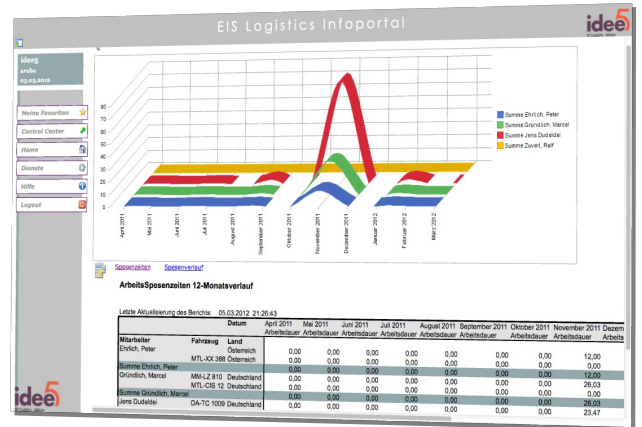 EIS Logistics Infoportal
idee5
idee5
arubs
05.03.2012
Meine Favoriten
Control Center
Home
Dienste
Hilfe
Logout
80
70
60
50
40
30
20
10
0
April 2011
Mai 2011
Juni 2011
Juli 2011
August 2011
September 2011
Oktober 2011
November 2011
Dezember 2011
Januar 2012
Februar 2012
März 2012
Summe Ehrlich, Peter
Summe Gründlich, Marcel
Summe Jens Dudeldei
Summe Zuverl, Ralf
Spesenzeiten Spesenverlauf
ArbeitsSpesenzeiten 12-Monatsverlauf
Letzte Aktualisierung des Berichts: 05.03.2012 21:26:43
Datum April 2011 Mai 2011 Juni 2011 Juli 2011 August 2011 September 2011 Oktober 2011 November 2011 Dezem
Arbeitsdauer Arbeitsdauer Arbeitsdauer Arbeitsdauer Arbeitsdauer Arbeitsdauer Arbeitsdauer Arbeitsdauer Arbeits
Mitarbeiter Fahrzeug Land
Ehrlich, Peter Österreich 0,00 0,00 0,00 0,00 0,00 0,00 0,00 12,00
MTL-XX 368 Österreich 0,00 0,00 0,00 0,00 0,00 0,00 0,00 0,00
Summe Ehrlich, Peter 0,00 0,00 0,00 0,00 0,00 0,00 0,00 12,00
Gründlich, Marcel MM-LZ 810 Deutschland 0,00 0,00 0,00 0,00 0,00 0,00 0,00 26,03
MTL-CIS 12 Deutschland 0,00 0,00 0,00 0,00 0,00 0,00 0,00 0,00
Summe Gründlich, Marcel 0,00 0,00 0,00 0,00 0,00 0,00 0,00 26,03
Jens Dudeldei DA-TC 1009 Deutschland 0,00 0,00 0,00 0,00 0,00 0,00 0,00 23,47
idee5